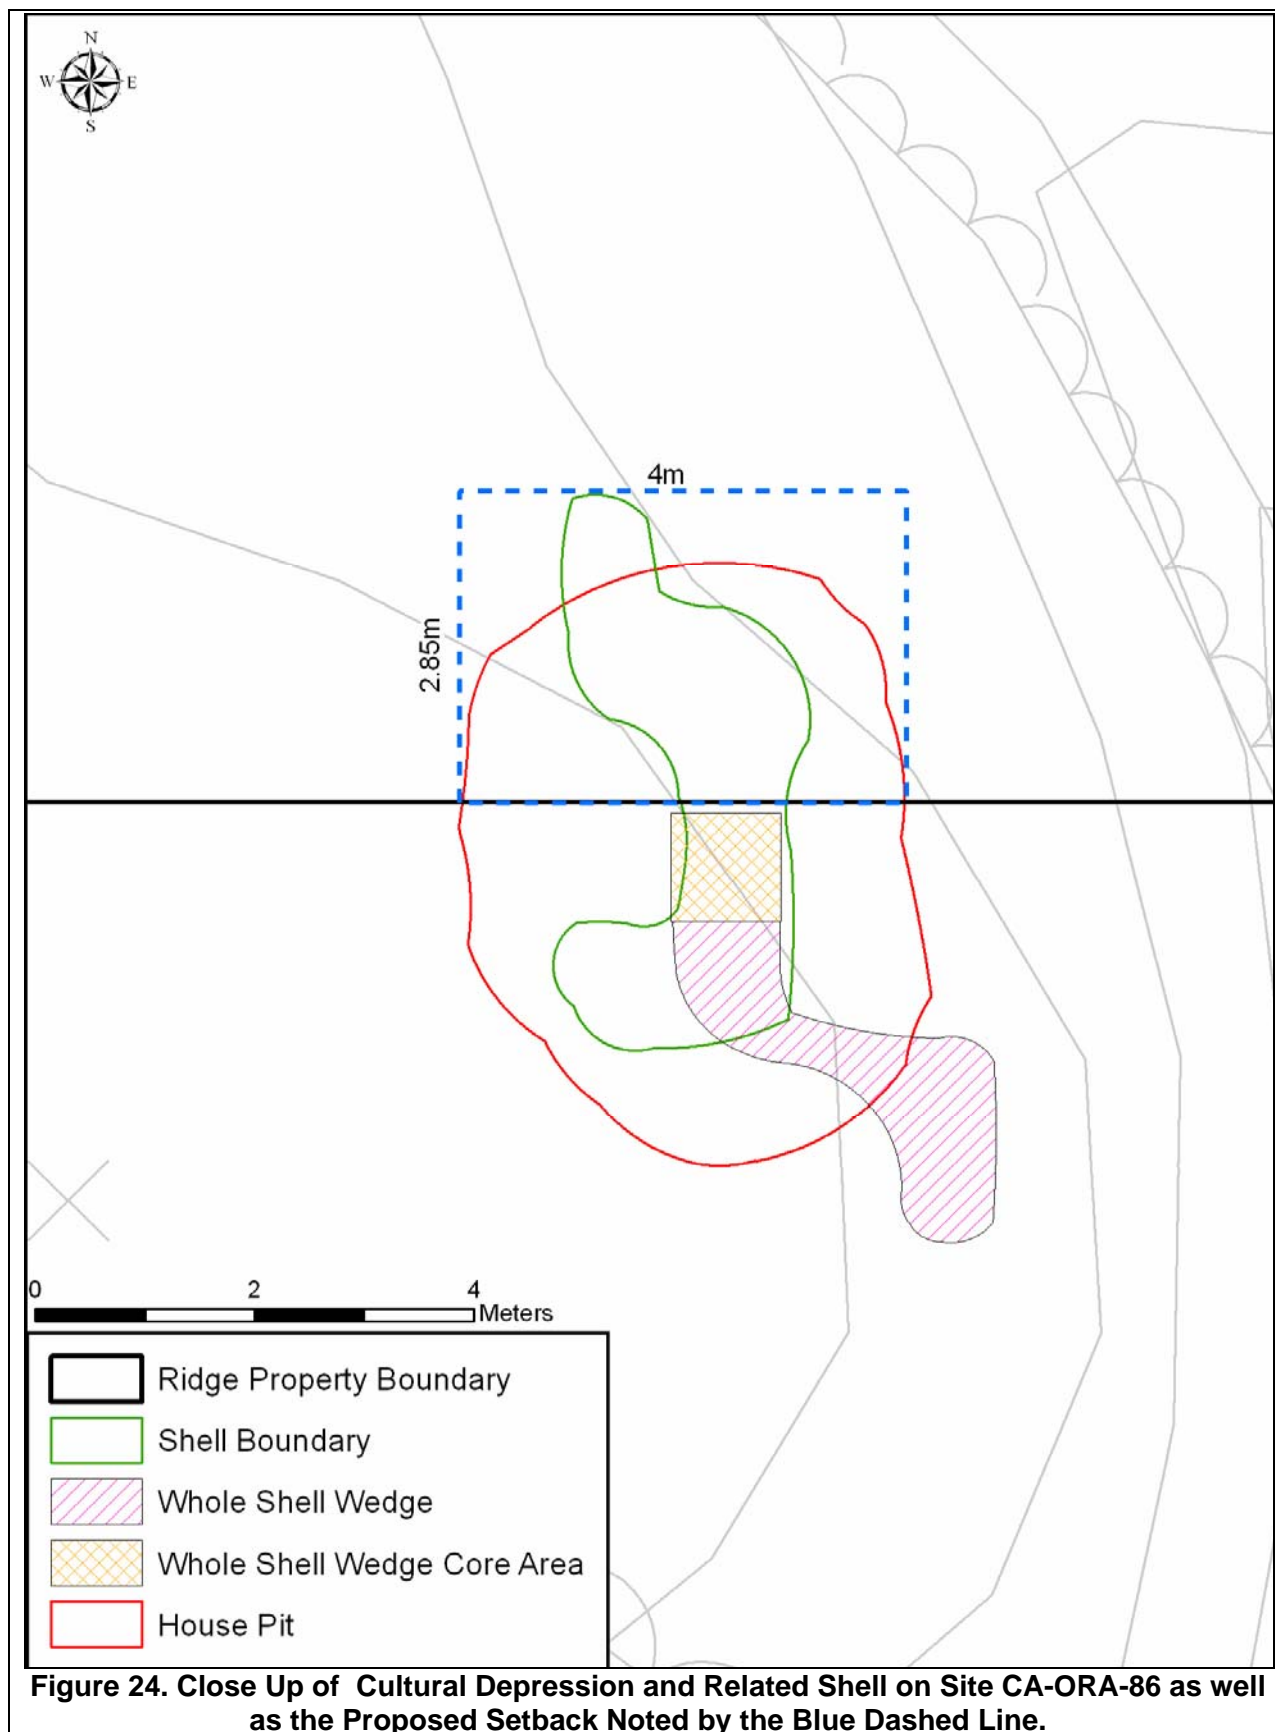 N
W E
S
4m
2.85m
0 2 4
Meters
Ridge Property Boundary
Shell Boundary
Whole Shell Wedge
Whole Shell Wedge Core Area
House Pit
Figure 24. Close Up of Cultural Depression and Related Shell on Site CA-ORA-86 as well
as the Proposed Setback Noted by the Blue Dashed Line.